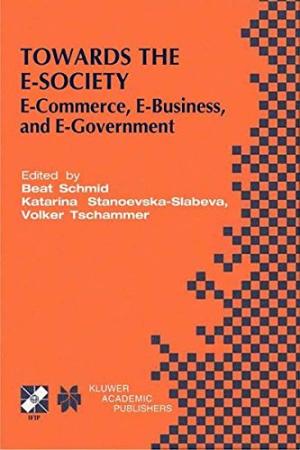 TOWARDS THE
E-SOCIETY
E-Commerce, E-Business,
and E-Government
Edited by
Beat Schmid
Katarina Stanoevska-Slabeva,
Volker Tschammer
KLUWER
ACADEMIC
PUBLISHERS
IFIP